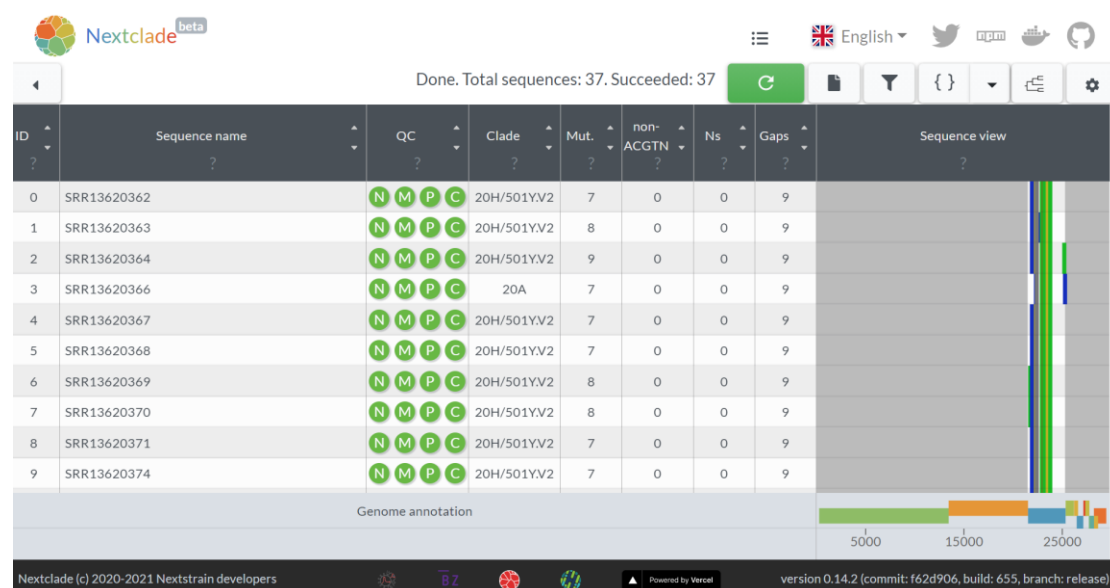 Nextclade beta
English
Done. Total sequences: 37. Succeeded: 37
{ }
ID Sequence name QC Clade Mut. non-ACGTN Ns Gaps Sequence view
? ? ? ? ? ? ? ? ?
0 SRR13620362 N M P C 20H/501Y.V2 7 0 0 9
1 SRR13620363 N M P C 20H/501Y.V2 8 0 0 9
2 SRR13620364 N M P C 20H/501Y.V2 9 0 0 9
3 SRR13620366 N M P C 20A 7 0 0 9
4 SRR13620367 N M P C 20H/501Y.V2 7 0 0 9
5 SRR13620368 N M P C 20H/501Y.V2 7 0 0 9
6 SRR13620369 N M P C 20H/501Y.V2 8 0 0 9
7 SRR13620370 N M P C 20H/501Y.V2 8 0 0 9
8 SRR13620371 N M P C 20H/501Y.V2 7 0 0 9
9 SRR13620374 N M P C 20H/501Y.V2 7 0 0 9
Genome annotation
5000 15000 25000
Nextclade (c) 2020-2021 Nextstrain developers BZ Powered by Vercel version 0.14.2 (commit: f62d906, build: 655, branch: release)